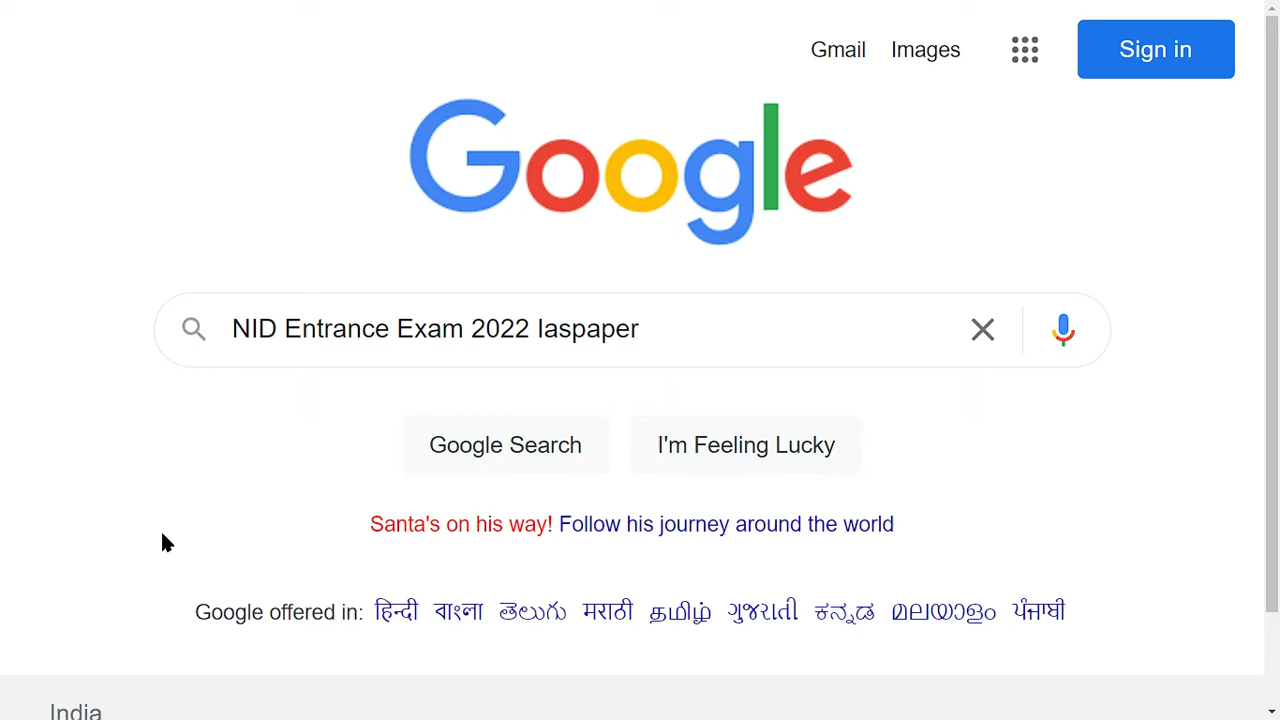 Gmail Images Sign in
Google
NID Entrance Exam 2022 Iaspaper
Google Search I'm Feeling Lucky
Santa's on his way! Follow his journey around the world
Google offered in: हिन्दी বাংলা తెలుగు मराठी தமிழ் ગુજરાતી ಕನ್ನಡ മലയാളം ਪੰਜਾਬੀ
India